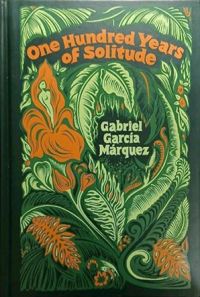 One Hundred Years
of Solitude
Gabriel
García
Márquez